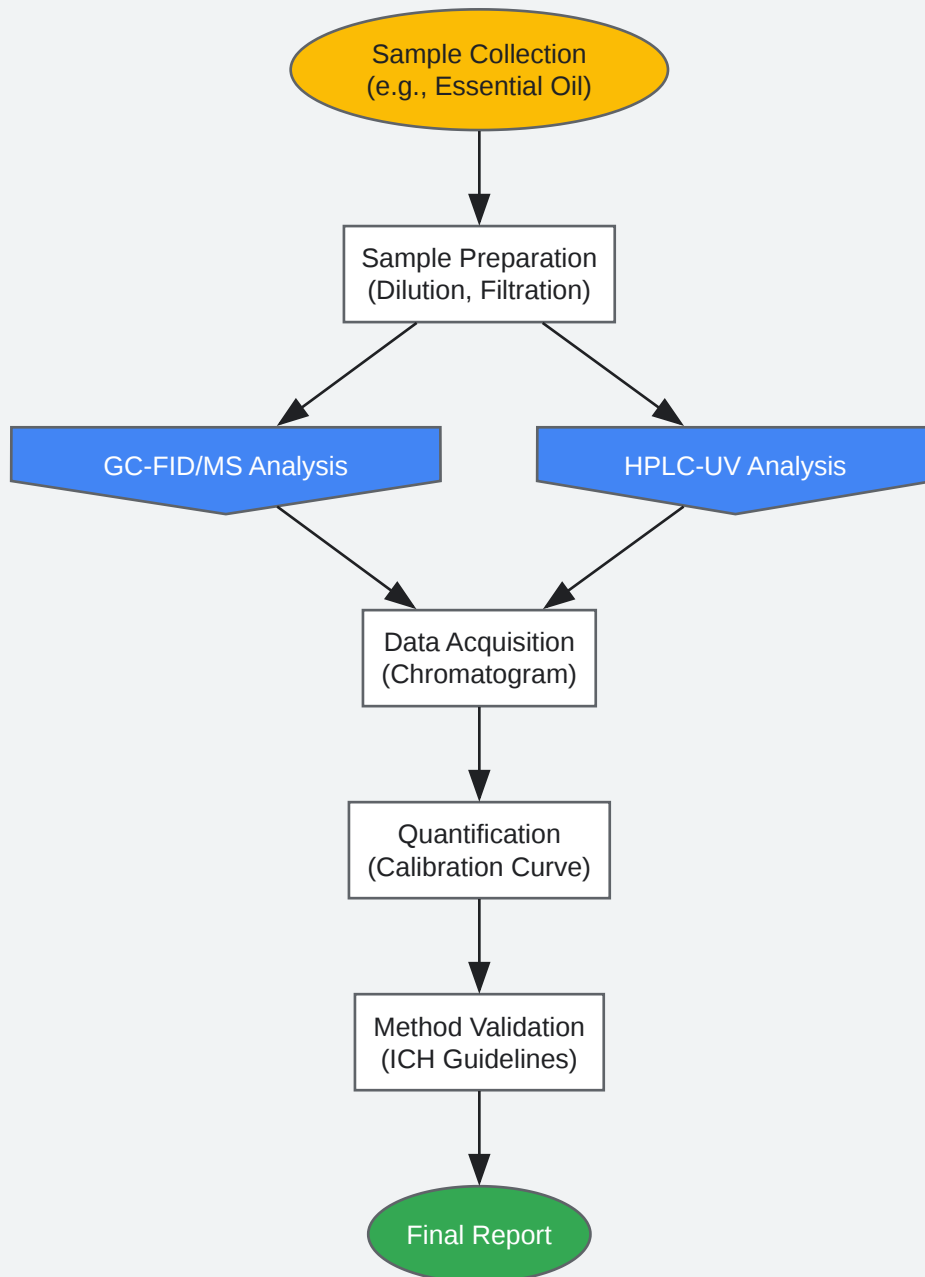 Sample Collection
(e.g., Essential Oil)
Sample Preparation
(Dilution, Filtration)
GC-FID/MS Analysis
HPLC-UV Analysis
Data Acquisition
(Chromatogram)
Quantification
(Calibration Curve)
Method Validation
(ICH Guidelines)
Final Report